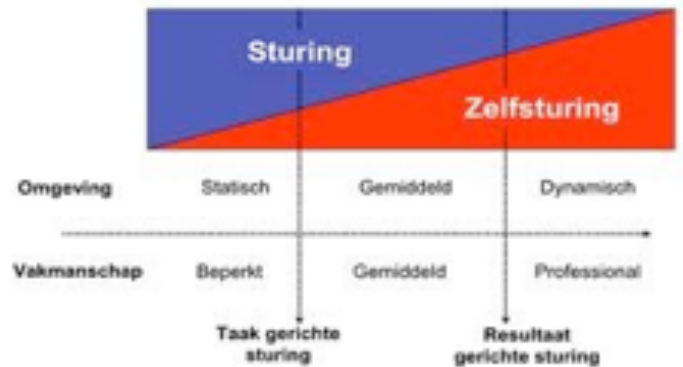 Sturing
Zelfsturing
Omgeving Statisch Gemiddeld Dynamisch
Vakmanschap Beperkt Gemiddeld Professional
Taak gerichte
sturing
Resultaat
gerichte sturing